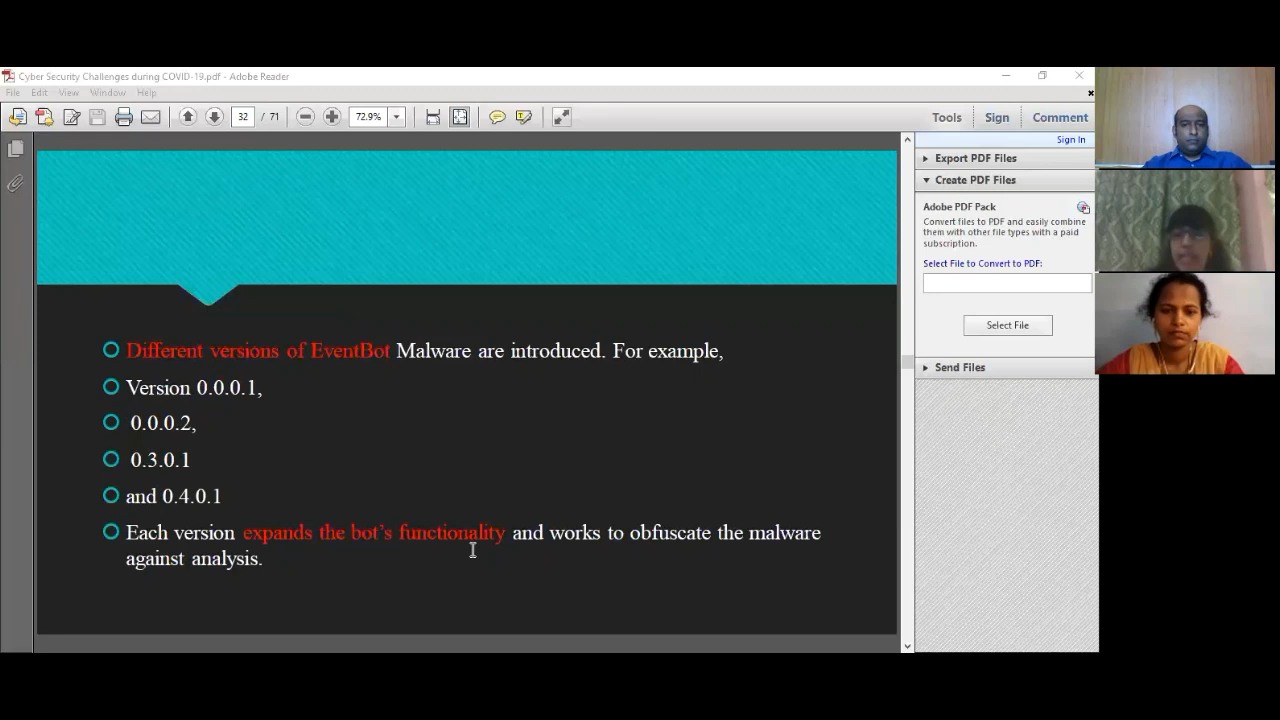 Cyber Security Challenges during COVID-19.pdf - Adobe Reader
File Edit View Window Help
32 / 71 72.9% Tools Sign Comment
Sign In
Export PDF Files
Create PDF Files
Adobe PDF Pack
Convert files to PDF and easily combine
them with other file types with a paid
subscription.
Select File to Convert to PDF:
Select File
Send Files
Different versions of EventBot Malware are introduced. For example,
Version 0.0.0.1,
0.0.0.2,
0.3.0.1
and 0.4.0.1
Each version expands the bot's functionality and works to obfuscate the malware
against analysis.